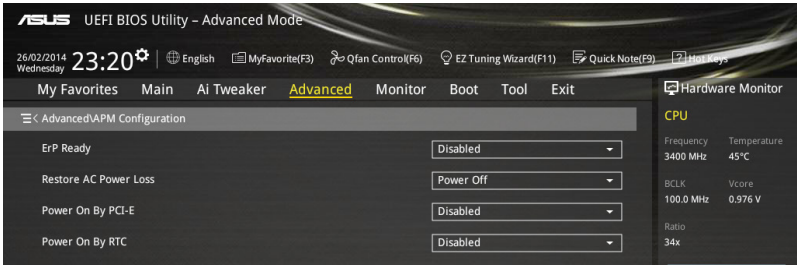 ASUS UEFI BIOS Utility – Advanced Mode
26/02/2014
Wednesday
23:20
English MyFavorite(F3) Qfan Control(F6) EZ Tuning Wizard(F11) Quick Note(F9) ? Hot Keys
My Favorites Main Ai Tweaker Advanced Monitor Boot Tool Exit
Hardware Monitor
< Advanced\APM Configuration
ErP Ready Disabled
Restore AC Power Loss Power Off
Power On By PCI-E Disabled
Power On By RTC Disabled
CPU
Frequency Temperature
3400 MHz 45°C
BCLK Vcore
100.0 MHz 0.976 V
Ratio
34x